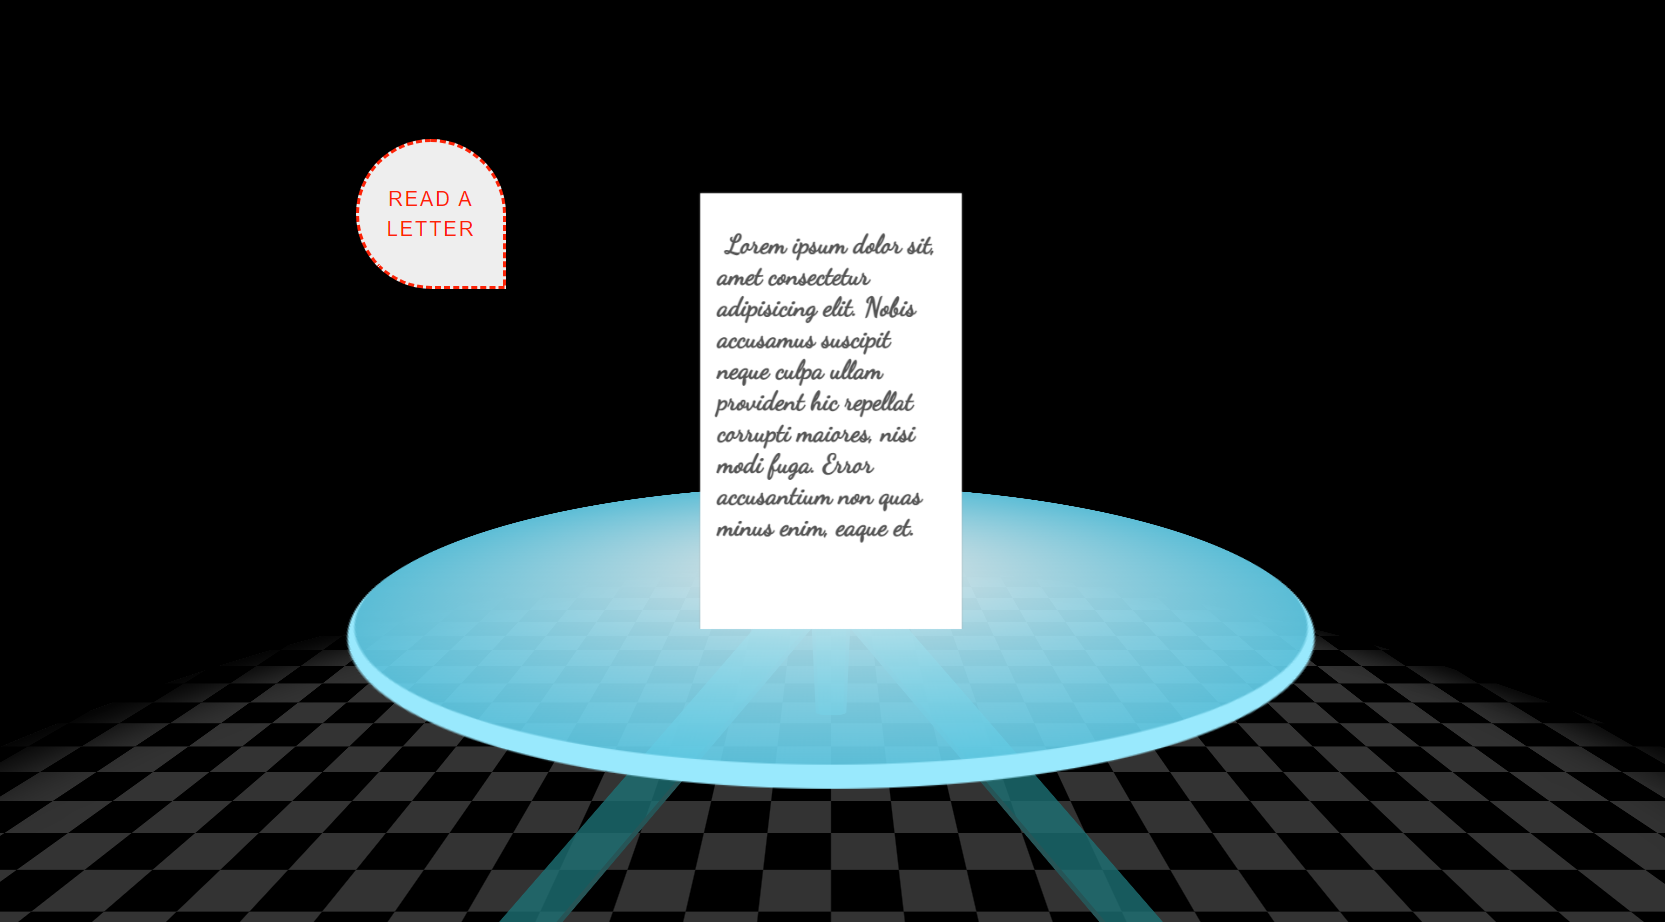 READ A
LETTER
Lorem ipsum dolor sit,
amet consectetur
adipisicing elit. Nobis
accusamus suscipit
neque culpa ullam
provident hic repellat
corrupti maiores, nisi
modi fuga. Error
accusantium non quas
minus enim, eaque et.